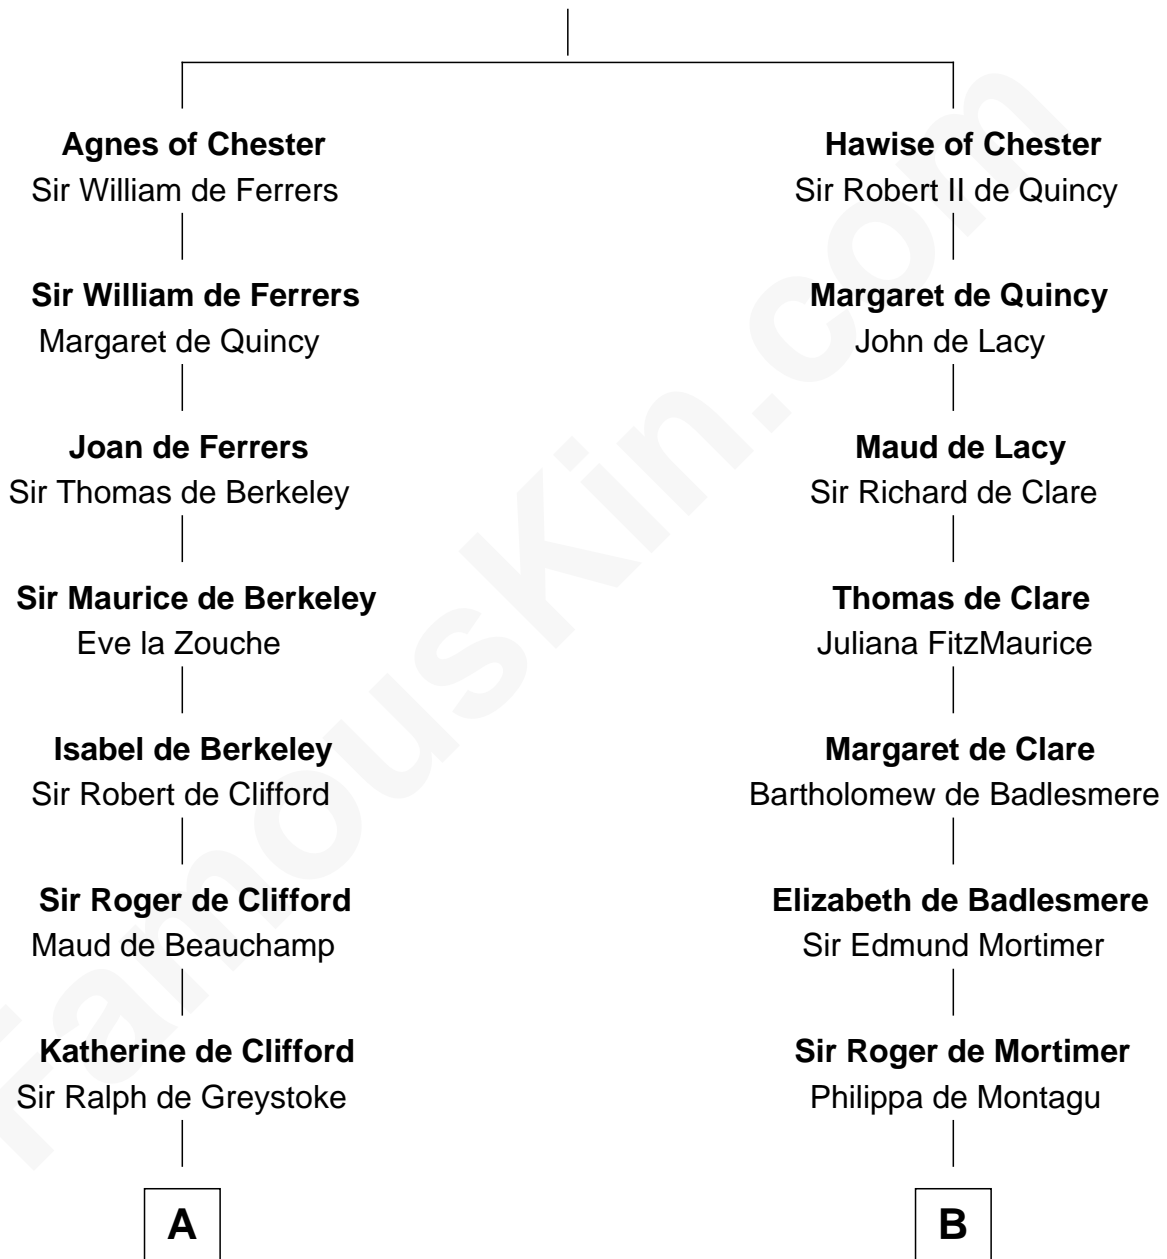 Agnes of Chester
Sir William de Ferrers
Sir William de Ferrers
Margaret de Quincy
Joan de Ferrers
Sir Thomas de Berkeley
Sir Maurice de Berkeley
Eve la Zouche
Isabel de Berkeley
Sir Robert de Clifford
Sir Roger de Clifford
Maud de Beauchamp
Katherine de Clifford
Sir Ralph de Greystoke
A
Hawise of Chester
Sir Robert II de Quincy
Margaret de Quincy
John de Lacy
Maud de Lacy
Sir Richard de Clare
Thomas de Clare
Juliana FitzMaurice
Margaret de Clare
Bartholomew de Badlesmere
Elizabeth de Badlesmere
Sir Edmund Mortimer
Sir Roger de Mortimer
Philippa de Montagu
B
FamousKin.com